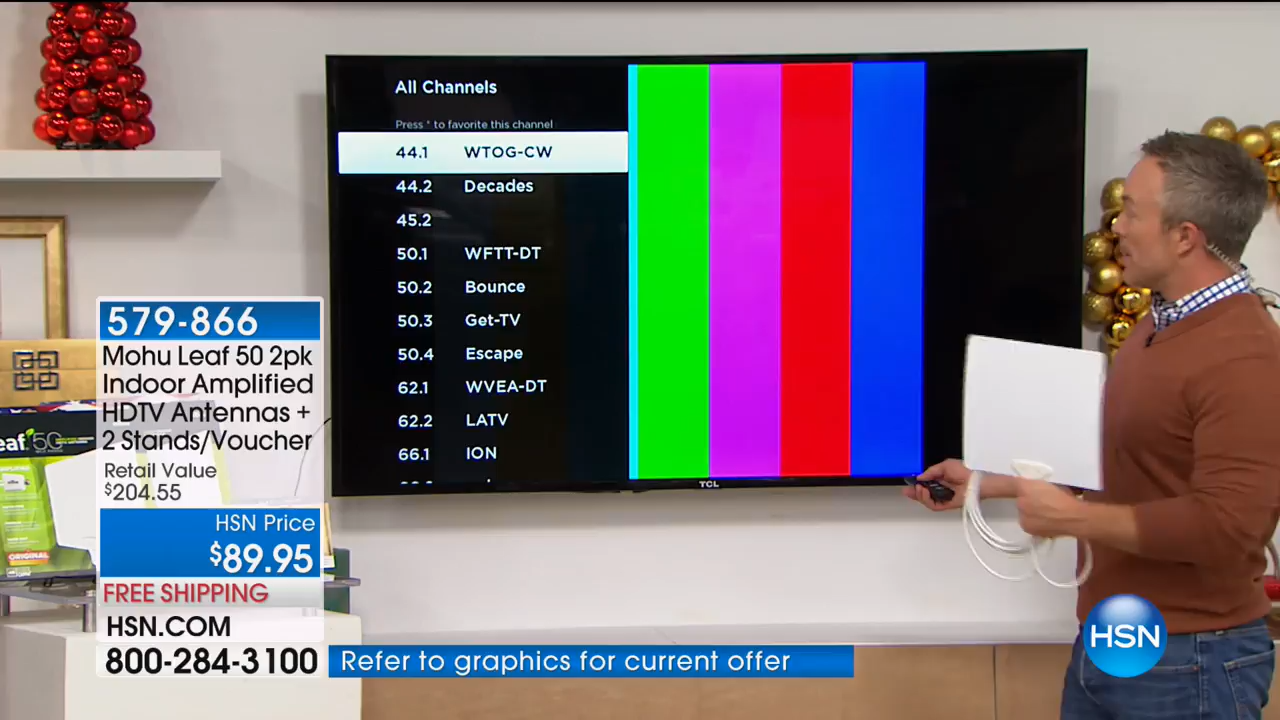 All Channels
Press * to favorite this channel
44.1 WTOG-CW
44.2 Decades
45.2
50.1 WFTT-DT
50.2 Bounce
50.3 Get-TV
50.4 Escape
62.1 WVEA-DT
62.2 LATV
66.1 ION
TCL
579-866
Mohu Leaf 50 2pk
Indoor Amplified
HDTV Antennas +
2 Stands/Voucher
Retail Value
$204.55
HSN Price
$89.95
FREE SHIPPING
HSN.COM
800-284-3100
Refer to graphics for current offer
HSN
eaf 50
ORIGINAL